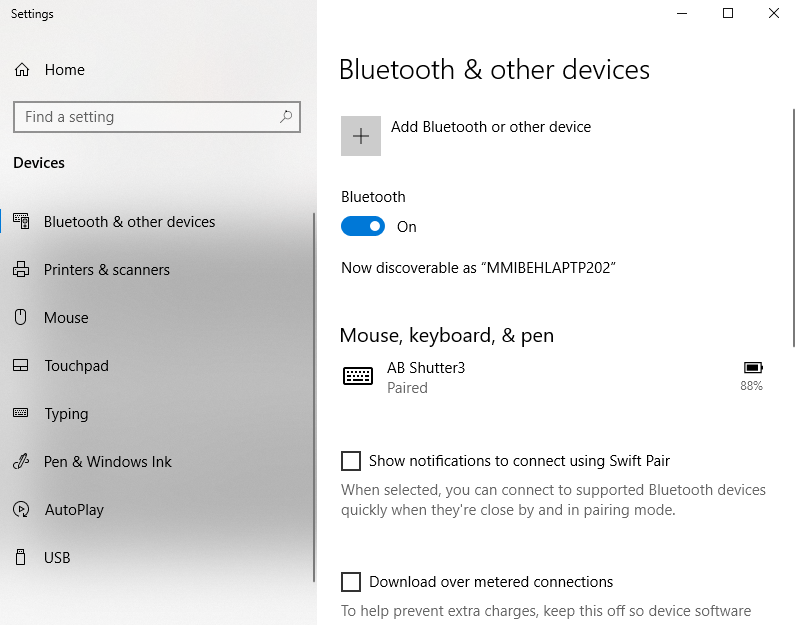 Settings
Home
Find a setting
Devices
Bluetooth & other devices
Printers & scanners
Mouse
Touchpad
Typing
Pen & Windows Ink
AutoPlay
USB
Bluetooth & other devices
Add Bluetooth or other device
Bluetooth
On
Now discoverable as “MMIBEHLAPTP202”
Mouse, keyboard, & pen
AB Shutter3
Paired
88%
Show notifications to connect using Swift Pair
When selected, you can connect to supported Bluetooth devices
quickly when they're close by and in pairing mode.
Download over metered connections
To help prevent extra charges, keep this off so device software